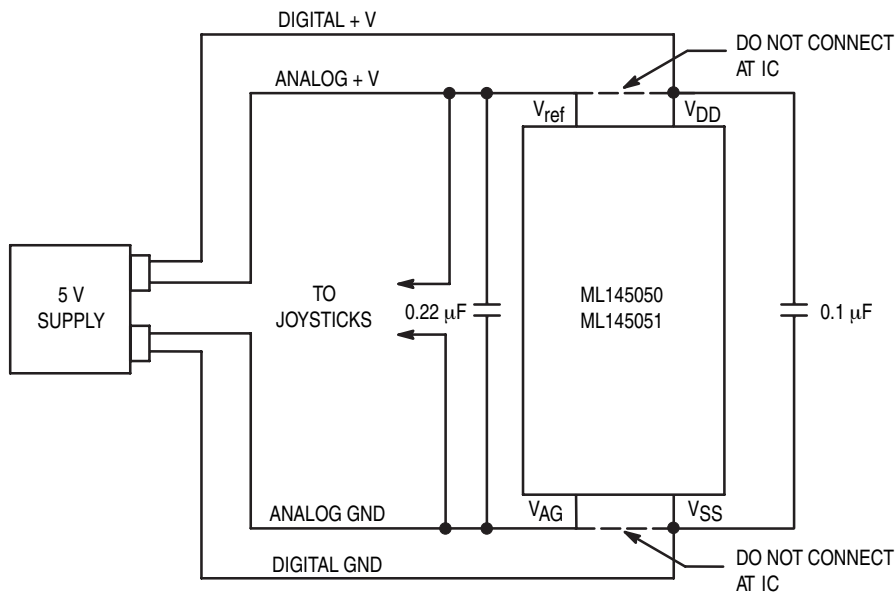 DIGITAL + V
DO NOT CONNECT
AT IC
ANALOG + V
Vref
VDD
5 V
SUPPLY
TO
JOYSTICKS
0.22 μF
ML145050
ML145051
0.1 μF
ANALOG GND
VAG
VSS
DIGITAL GND
DO NOT CONNECT
AT IC